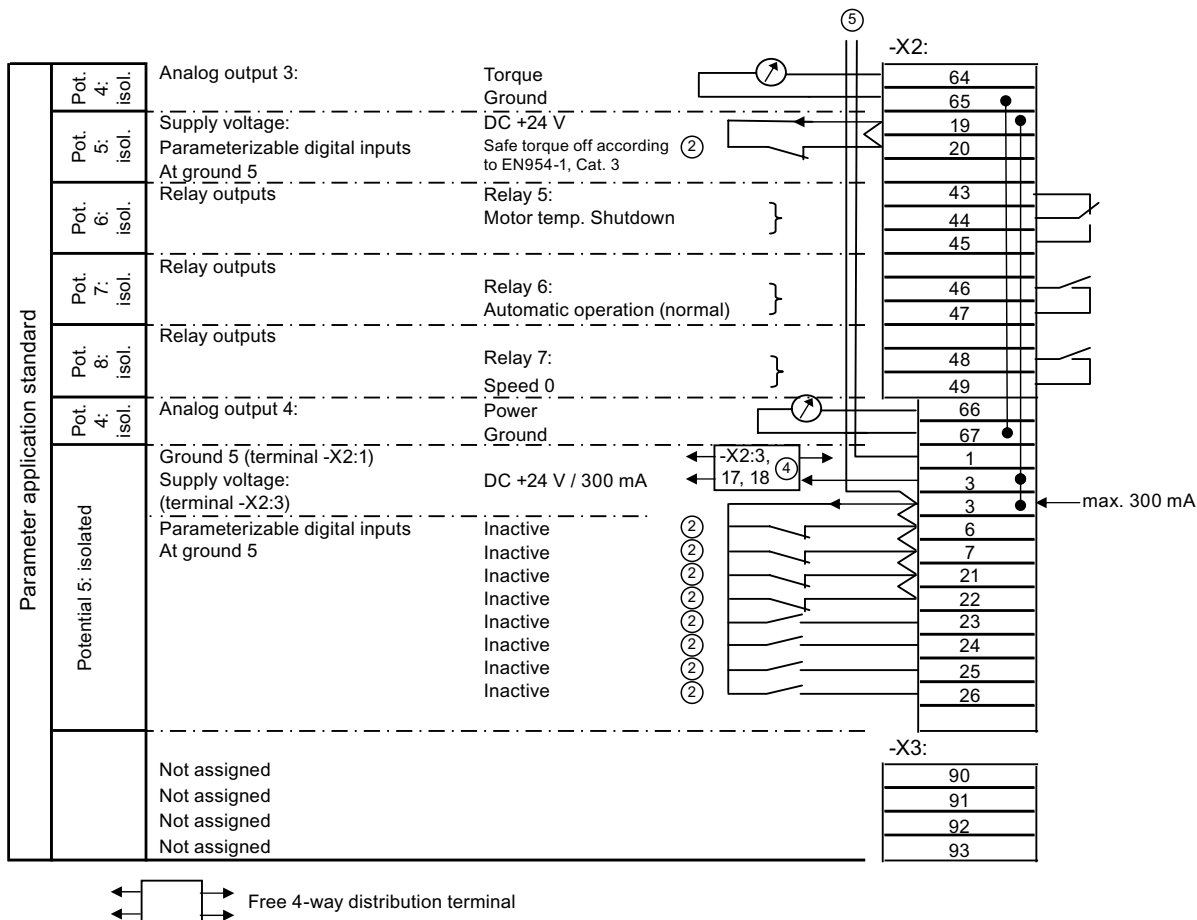 5
-X2:
Parameter application standard
Pot. 4: isol.
Analog output 3: Torque 64
Ground 65
Pot. 5: isol.
Supply voltage: DC +24 V 19
Parameterizable digital inputs Safe torque off according 2 20
At ground 5 to EN954-1, Cat. 3
Pot. 6: isol.
Relay outputs Relay 5: 43
Motor temp. Shutdown } 44
45
Pot. 7: isol.
Relay outputs
Relay 6: 46
Automatic operation (normal) } 47
Pot. 8: isol.
Relay outputs
Relay 7: } 48
Speed 0 49
Pot. 4: isol.
Analog output 4: Power 66
Ground 67
Potential 5: isolated
Ground 5 (terminal -X2:1) -X2:3, 1
Supply voltage: DC +24 V / 300 mA 17, 18 4 3
(terminal -X2:3) 3 max. 300 mA
Parameterizable digital inputs Inactive 2 6
At ground 5 Inactive 2 7
Inactive 2 21
Inactive 2 22
Inactive 2 23
Inactive 2 24
Inactive 2 25
Inactive 2 26
-X3:
Not assigned 90
Not assigned 91
Not assigned 92
Not assigned 93
Free 4-way distribution terminal